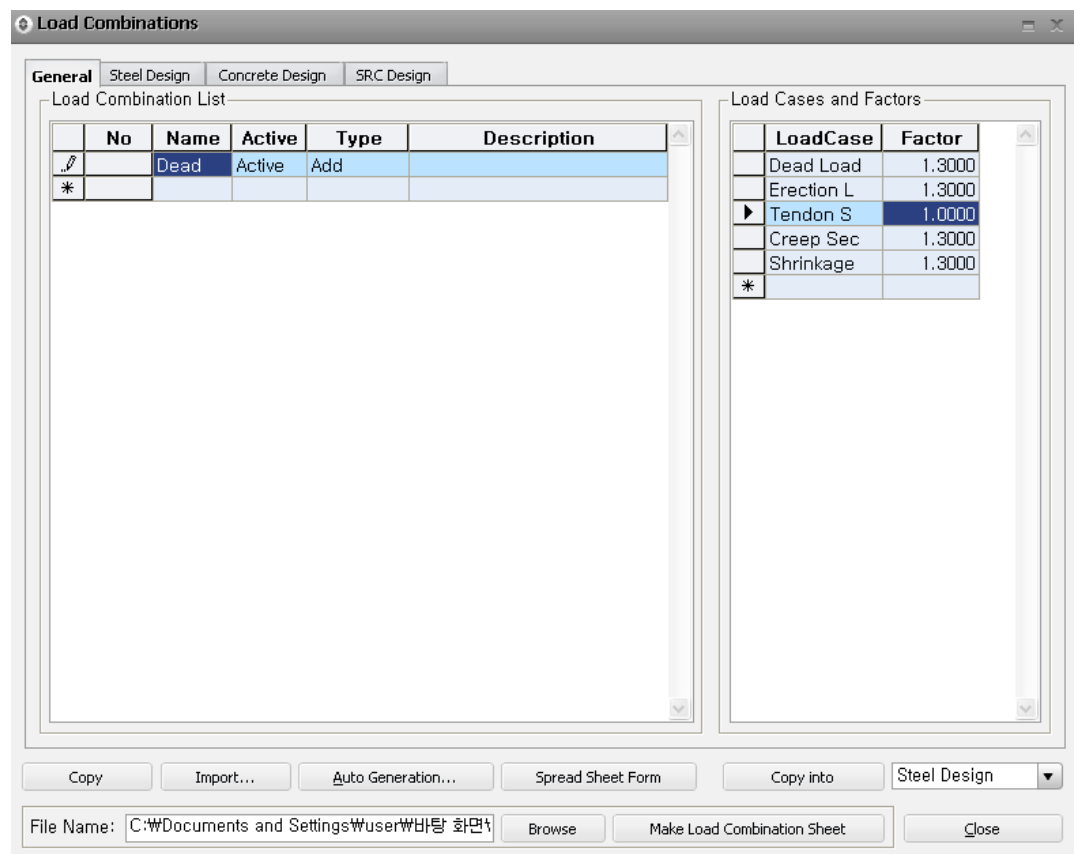 Load Combinations
General Steel Design Concrete Design SRC Design
Load Combination List
No Name Active Type Description
Dead Active Add
*
Load Cases and Factors
LoadCase Factor
Dead Load 1.3000
Erection L 1.3000
Tendon S 1.0000
Creep Sec 1.3000
Shrinkage 1.3000
*
Copy Import... Auto Generation... Spread Sheet Form Copy into Steel Design
File Name: C:₩Documents and Settings₩user₩바탕 화면₩ Browse Make Load Combination Sheet Close